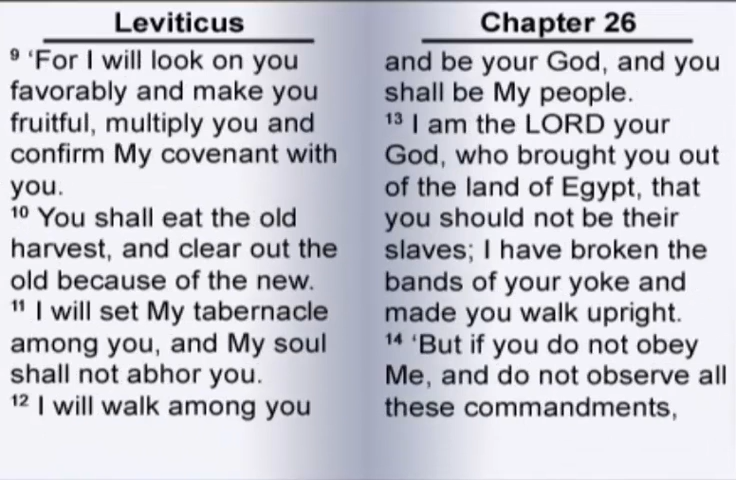 Leviticus
⁹ ‘For I will look on you
favorably and make you
fruitful, multiply you and
confirm My covenant with
you.
¹⁰ You shall eat the old
harvest, and clear out the
old because of the new.
¹¹ I will set My tabernacle
among you, and My soul
shall not abhor you.
¹² I will walk among you
Chapter 26
and be your God, and you
shall be My people.
¹³ I am the LORD your
God, who brought you out
of the land of Egypt, that
you should not be their
slaves; I have broken the
bands of your yoke and
made you walk upright.
¹⁴ ‘But if you do not obey
Me, and do not observe all
these commandments,